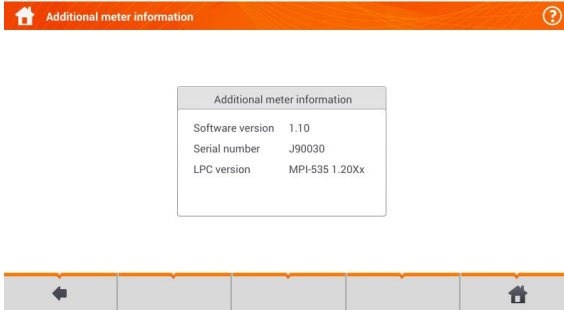 Additional meter information
?
Additional meter information
Software version 1.10
Serial number J90030
LPC version MPI-535 1.20Xx